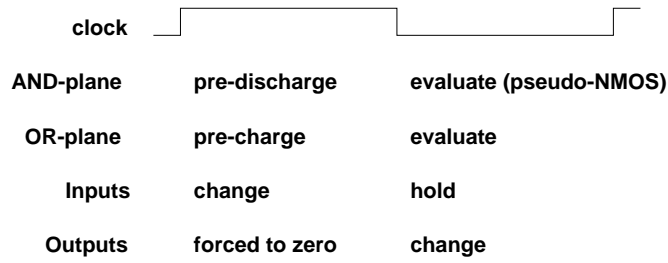 clock
AND-plane pre-discharge evaluate (pseudo-NMOS)
OR-plane pre-charge evaluate
Inputs change hold
Outputs forced to zero change